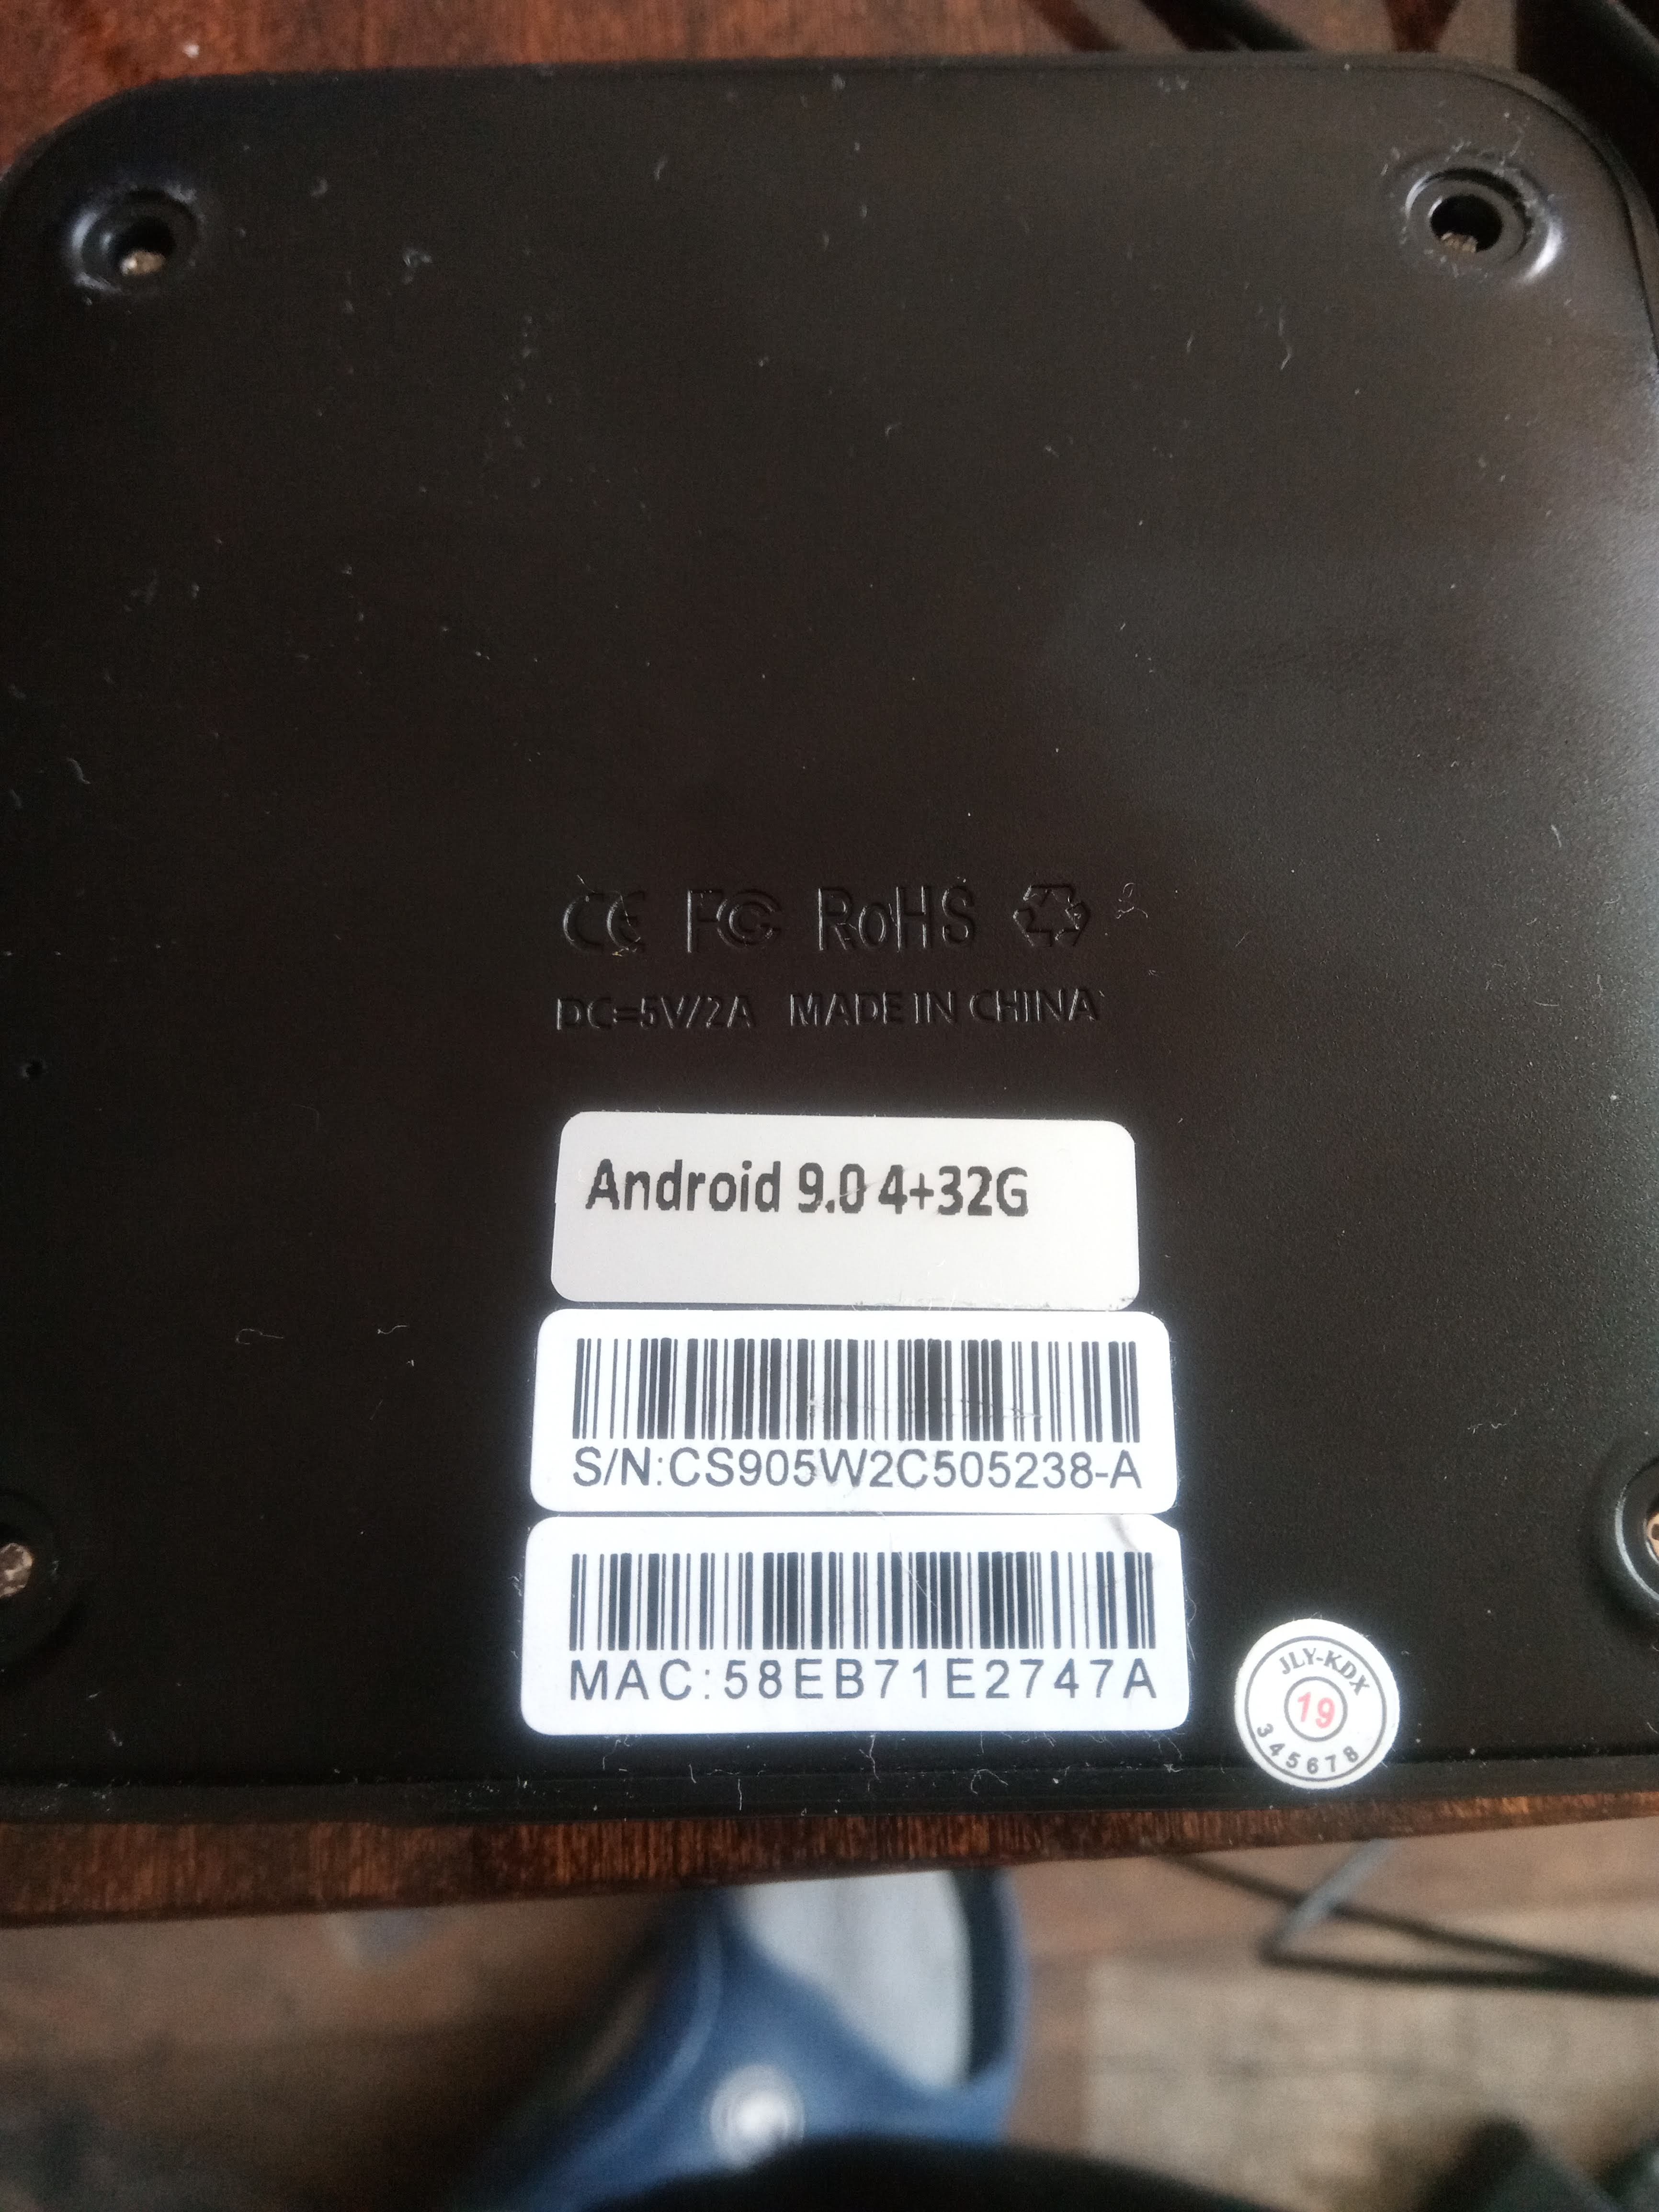 CE FC RoHS
DC=5V/2A MADE IN CHINA
Android 9.0 4+32G
S/N:CS905W2C505238-A
MAC:58EB71E2747A
JLY-KDX
19
345678